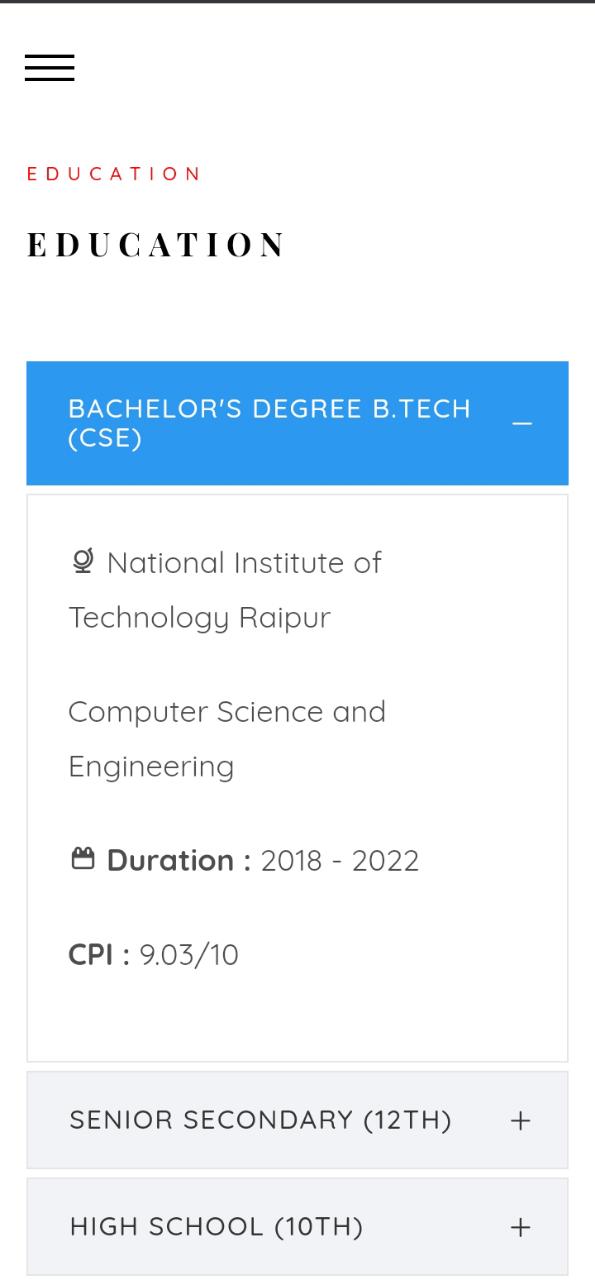 EDUCATION
EDUCATION
BACHELOR'S DEGREE B.TECH
(CSE)
National Institute of
Technology Raipur
Computer Science and
Engineering
Duration : 2018 - 2022
CPI : 9.03/10
SENIOR SECONDARY (12TH)
HIGH SCHOOL (10TH)